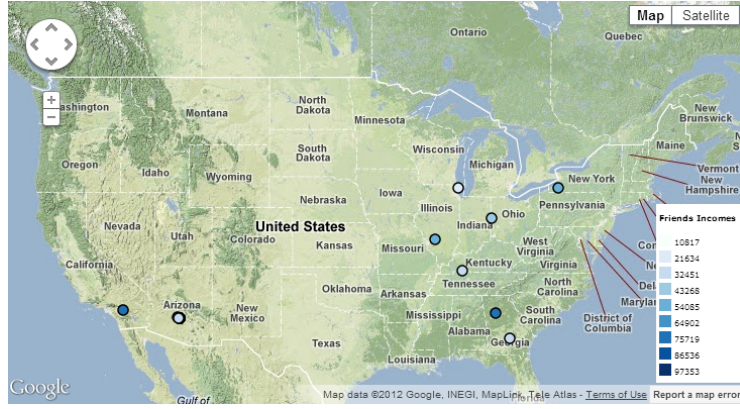 Map Satellite
Ontario
Quebec
Washington
Montana
North
Dakota
Minnesota
New
Brunswick
Maine
Oregon
Idaho
Wyoming
South
Dakota
Wisconsin
Michigan
New York
Vermont
New
Hampshire
Nebraska
Iowa
Illinois
Indiana
Ohio
Pennsylvania
Nevada
Utah
Colorado
United States
Kansas
Missouri
West
Virginia
Virginia
Kentucky
California
Arizona
New
Mexico
Oklahoma
Arkansas
Tennessee
North
Carolina
South
Carolina
Mississippi
Alabama
Georgia
Texas
Louisiana
Florida
District of
Columbia
Maryland
Friends Incomes
10817
21634
32451
43268
54085
64902
75719
86536
97353
Google
Gulf of
Map data ©2012 Google, INEGI, MapLink, Tele Atlas - Terms of Use Report a map error